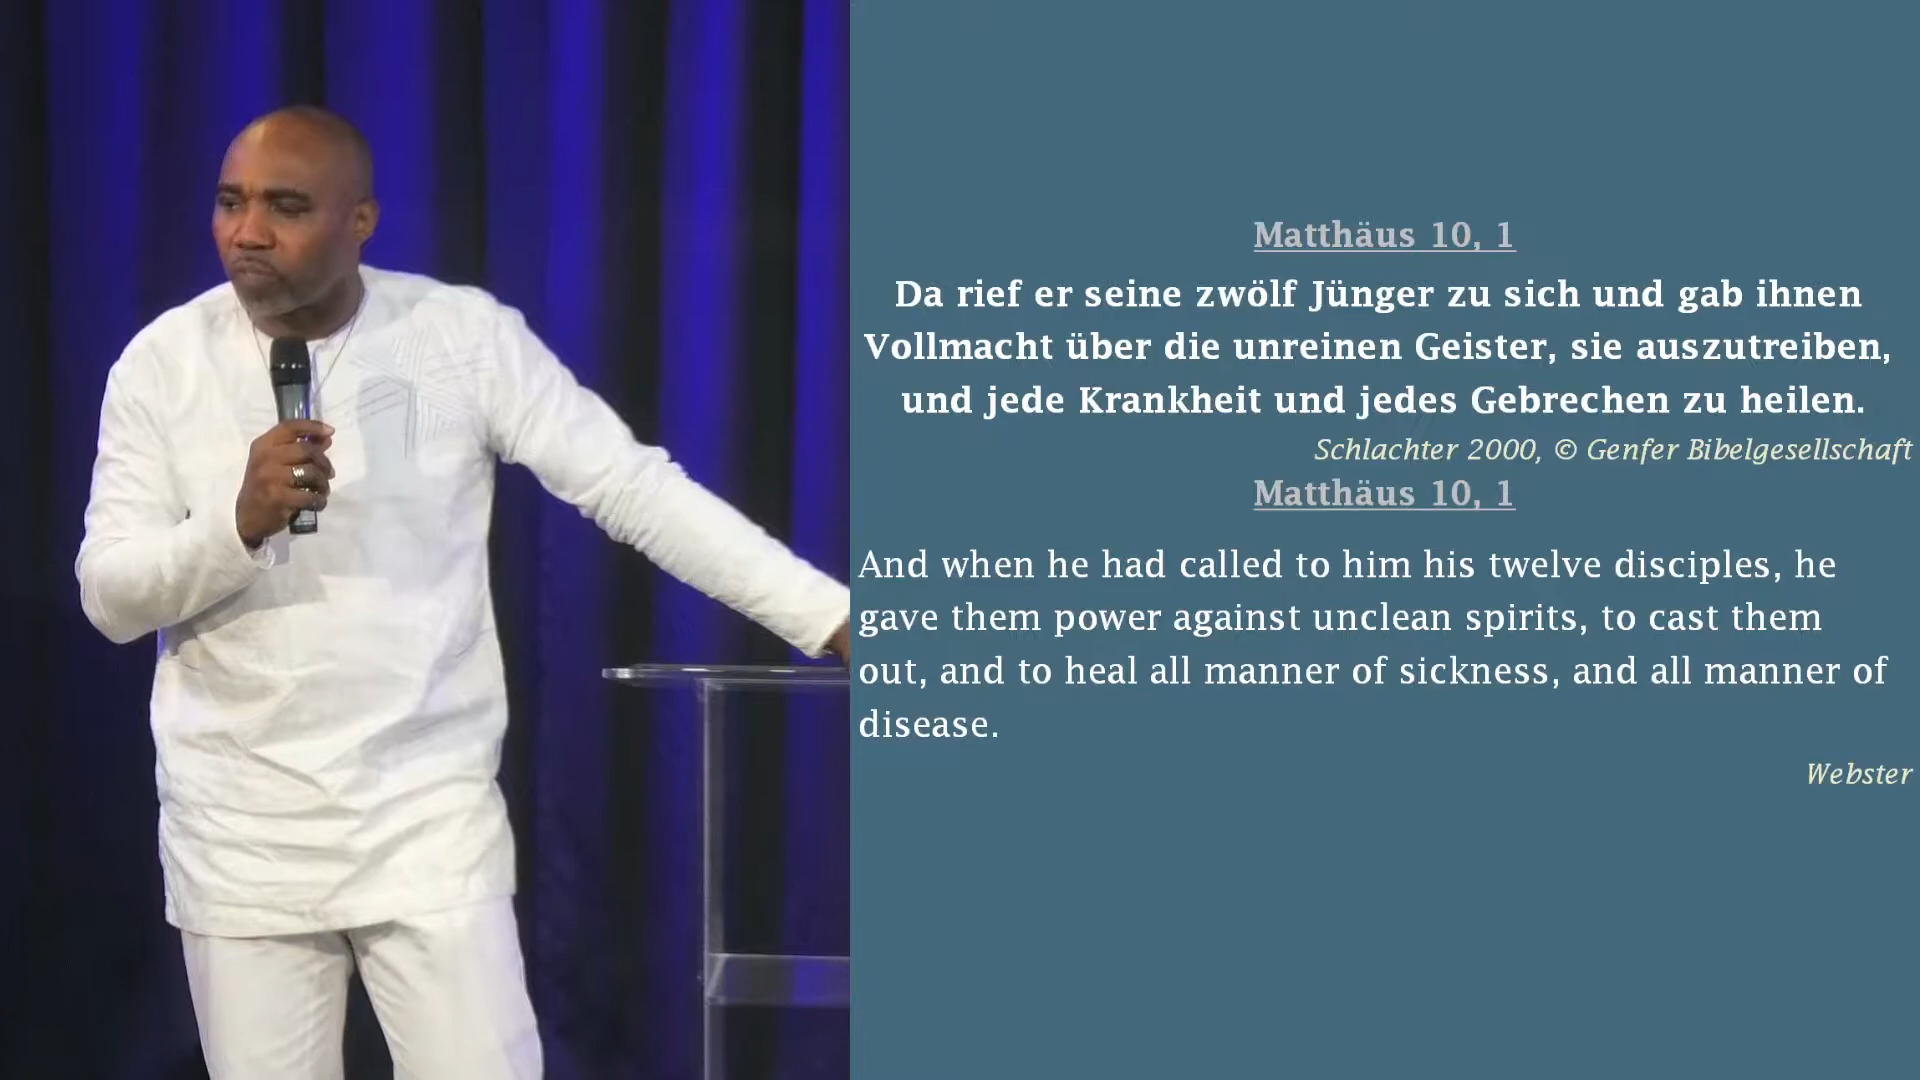 Matthäus 10, 1
Da rief er seine zwölf Jünger zu sich und gab ihnen
Vollmacht über die unreinen Geister, sie auszutreiben,
und jede Krankheit und jedes Gebrechen zu heilen.
Schlachter 2000, © Genfer Bibelgesellschaft
Matthäus 10, 1
And when he had called to him his twelve disciples, he
gave them power against unclean spirits, to cast them
out, and to heal all manner of sickness, and all manner of
disease.
Webster